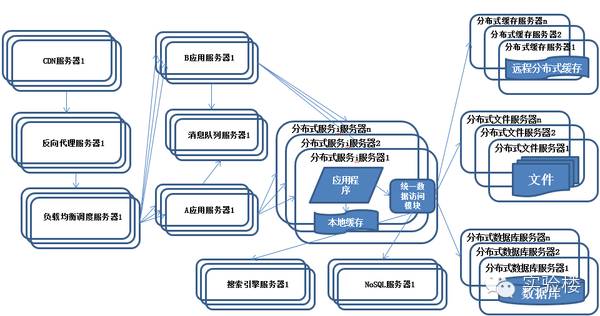 CDN服务器1
反向代理服务器1
负载均衡调度服务器1
B应用服务器1
消息队列服务器1
A应用服务器1
分布式服务i服务器n
分布式服务i服务器2
分布式服务i服务器1
应用程
序
本地缓存
统一数
据访问
模块
搜索引擎服务器1
NoSQL服务器1
分布式缓存服务器n
分布式缓存服务器2
分布式缓存服务器1
远程分布式缓存
分布式文件服务器n
分布式文件服务器2
分布式文件服务器1
文件
分布式数据库服务器n
分布式数据库服务器2
分布式数据库服务器1
数据库
实验楼